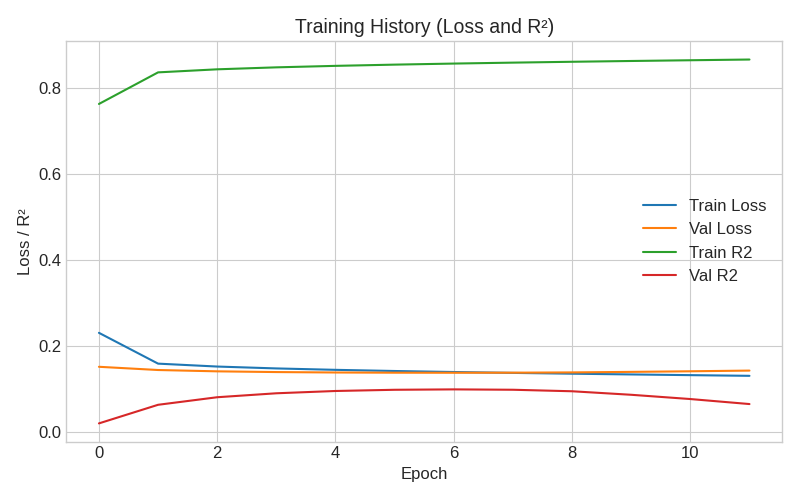 Training History (Loss and R²)
Loss / R²
0.8
0.6
0.4
0.2
0.0
Train Loss
Val Loss
Train R2
Val R2
0 2 4 6 8 10
Epoch